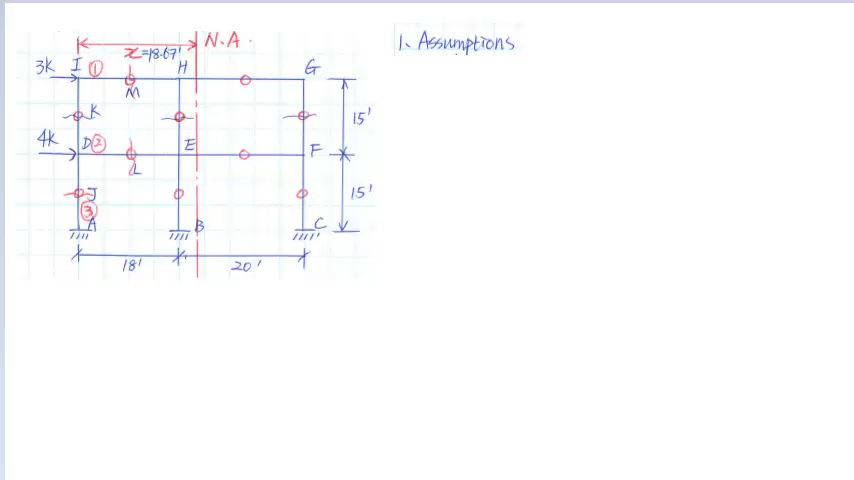 N.A.
x=18.67'
1. Assumptions
I ① H G
3K
M
K
15'
4K
D ② E F
L
J
15'
③
A B C
18' 20'